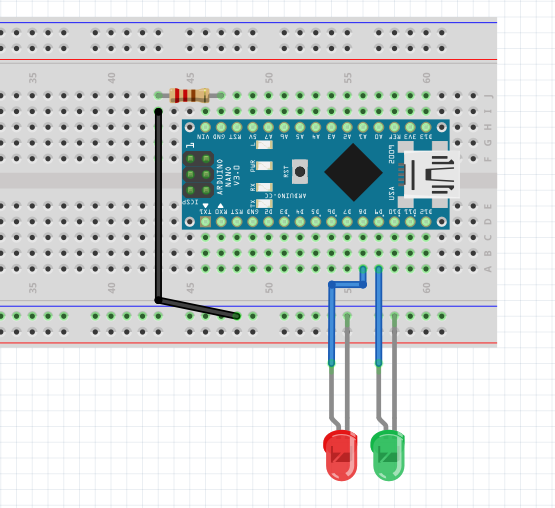 35 40 45 50 55 60
J
I
H
G
F
VIN GND RST 5V A7 A6 A5 A4 A3 A2 A1 A0 REF 3V3 D13
1
ICSP
ARDUINO
NANO
V3.0
L
PWR
RX
TX
RST
ARDUINO.CC
2009
USA
TX1 RX0 RST GND D2 D3 D4 D5 D6 D7 D8 D9 D10 D11 D12
E
D
C
B
A
35 40 45 50 55 60